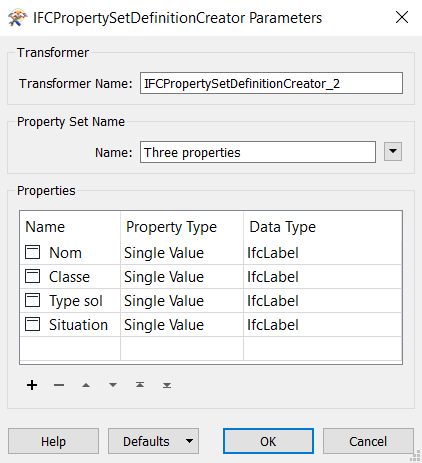 IFCPropertySetDefinitionCreator Parameters
Transformer
Transformer Name: IFCPropertySetDefinitionCreator_2
Property Set Name
Name: Three properties
Properties
Name Property Type Data Type
Nom Single Value IfcLabel
Classe Single Value IfcLabel
Type sol Single Value IfcLabel
Situation Single Value IfcLabel
Help Defaults OK Cancel